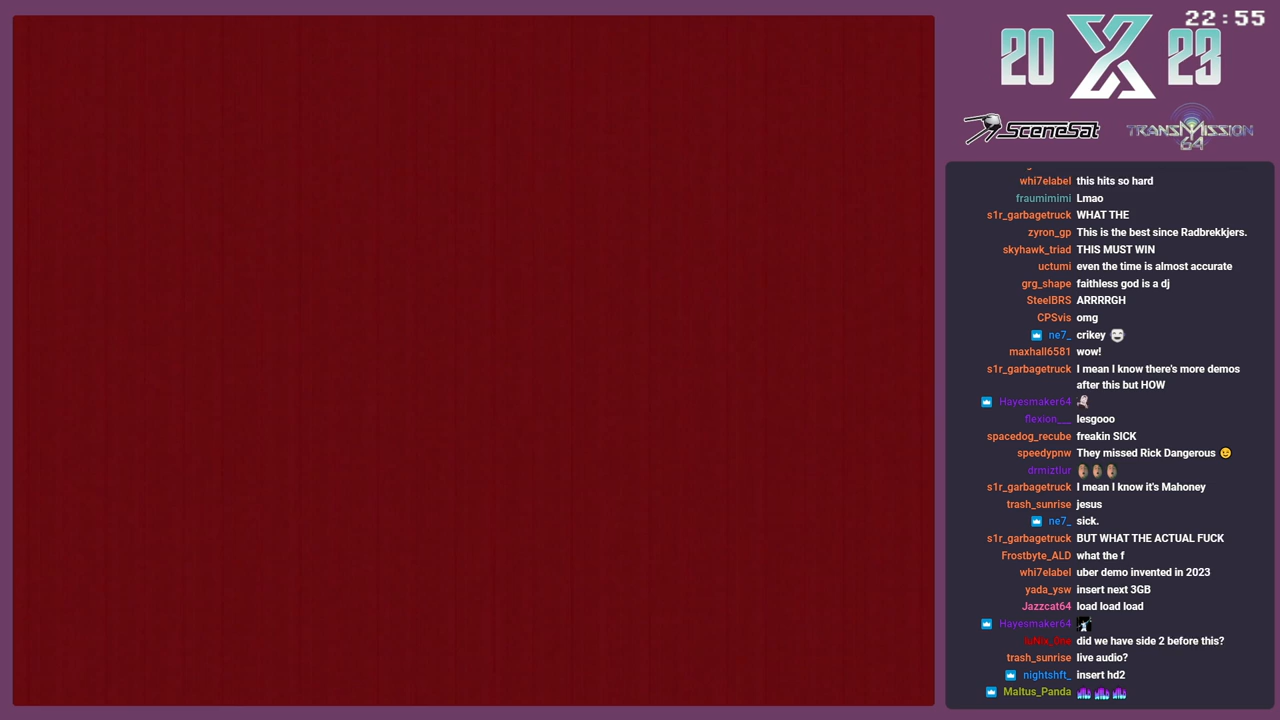 22:55
20 X 23
SceneSat
TRANSMISSION
64
whi7elabel this hits so hard
fraumimimi Lmao
s1r_garbagetruck WHAT THE
zyron_gp This is the best since Radbrekkjers.
skyhawk_triad THIS MUST WIN
uctumi even the time is almost accurate
grg_shape faithless god is a dj
SteelBRS ARRRRGH
CPSvis omg
ne7_ crikey
maxhall6581 wow!
s1r_garbagetruck I mean I know there's more demos
after this but HOW
Hayesmaker64
flexion___ lesgooo
spacedog_recube freakin SICK
speedypnw They missed Rick Dangerous 😉
drmiztlur
s1r_garbagetruck I mean I know it's Mahoney
trash_sunrise jesus
ne7_ sick.
s1r_garbagetruck BUT WHAT THE ACTUAL FUCK
Frostbyte_ALD what the f
whi7elabel uber demo invented in 2023
yada_ysw insert next 3GB
Jazzcat64 load load load
Hayesmaker64
did we have side 2 before this?
trash_sunrise live audio?
nightshft_ insert hd2
Maltus_Panda